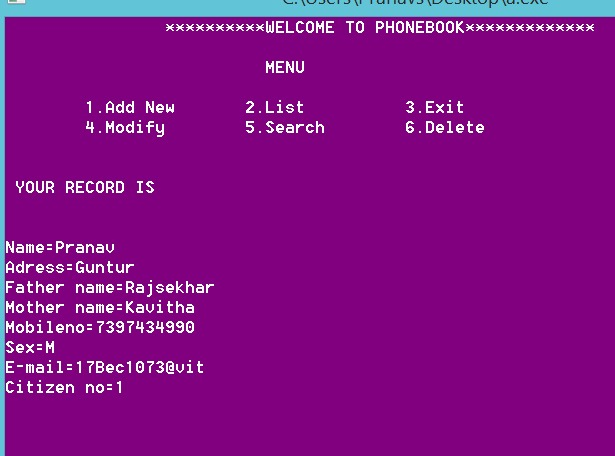 C:\Users\Pranavs\Desktop\a.exe
**********WELCOME TO PHONEBOOK*************
MENU
1.Add New 2.List 3.Exit
4.Modify 5.Search 6.Delete
YOUR RECORD IS
Name=Pranav
Adress=Guntur
Father name=Rajsekhar
Mother name=Kavitha
Mobileno=7397434990
Sex=M
E-mail=17Bec1073@vit
Citizen no=1